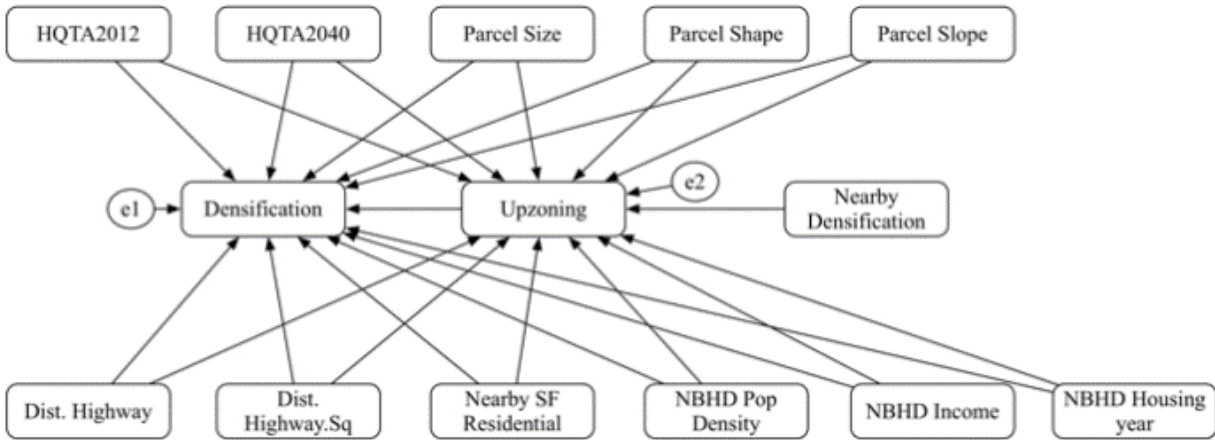 HQTA2012
HQTA2040
Parcel Size
Parcel Shape
Parcel Slope
e1
Densification
Upzoning
e2
Nearby
Densification
Dist. Highway
Dist.
Highway.Sq
Nearby SF
Residential
NBHD Pop
Density
NBHD Income
NBHD Housing
year